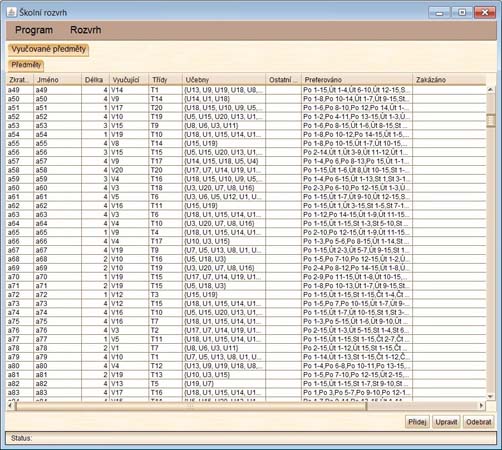 Školní rozvrh
Program Rozvrh
Vyučované předměty
Předměty
Zkrat... Jméno Délka Vyučující Třídy Učebny Ostatní ... Preferováno Zakázáno
a49 a49 4 V14 T1 {U13, U9, U19, U18, U8,... Po 1-15,Út 1-4,Út 6-10,Út 12-15,S...
a50 a50 4 V9 T14 {U14, U1, U18} Po 1-8,Po 10-14,Út 1-7,Út 9-15,St...
a51 a51 4 V17 T20 {U18, U15, U10, U5, U1... Po 1-6,Po 8-10,Po 12,Po 14,Út 1-...
a52 a52 4 V10 T19 {U5, U15, U20, U13, U1,... Po 1-2,Po 4-11,Po 13-15,Út 1-3,Ú...
a53 a53 3 V15 T9 {U8, U6, U3, U11} Po 1-6,Po 8-15,Út 1-6,Út 8-15,St ...
a54 a54 1 V19 T10 {U18, U1, U15, U14, U1... Po 1-8,Po 10-12,Po 14-15,Út 1-5,...
a55 a55 4 V8 T14 {U15, U19} Po 1-8,Po 10-15,Út 1-7,Út 10-15,...
a56 a56 3 V15 T15 {U5, U15, U20, U13, U1,... Po 2-14,Út 1,Út 3-9,Út 11-12,Út 1...
a57 a57 4 V9 T17 {U14, U15, U18, U5, U4} Po 1-4,Po 6,Po 8-13,Po 15,Út 1-1...
a58 a58 4 V20 T20 {U17, U7, U14, U19, U1... Po 1-15,Út 1-6,Út 8,Út 10-15,St 1-...
a59 a59 3 V4 T16 {U18, U15, U10, U9, U5,... Po 1-4,Po 6-15,Út 1-13,St 1,St 3-1...
a60 a60 4 V3 T18 {U3, U20, U7, U8, U16} Po 2-3,Po 6-10,Po 12-15,Út 1-3,Ú...
a61 a61 4 V5 T6 {U3, U6, U5, U12, U1, U... Po 1-15,Út 1-7,Út 9-10,Út 12-15,S...
a62 a62 4 V16 T11 {U15, U19} Po 1-15,Út 1,Út 3-15,St 1-5,St 7-1...
a63 a63 4 V3 T6 {U18, U1, U15, U14, U1... Po 1-12,Po 14-15,Út 1-9,Út 11-15...
a64 a64 4 V4 T10 {U3, U20, U7, U8, U16} Po 1-15,Út 1-15,St 1-3,St 5-10,St ...
a65 a65 1 V9 T4 {U18, U1, U15, U14, U1... Po 2-10,Po 12-15,Út 1-9,Út 11-15...
a66 a66 4 V4 T17 {U10, U3, U15} Po 1-3,Po 5-6,Po 8-15,Út 1-14,St ...
a67 a67 4 V19 T9 {U7, U5, U13, U8, U1, U... Po 1-15,Út 2-3,Út 5-7,Út 9-15,St 1...
a68 a68 2 V10 T16 {U5, U18, U3} Po 1-5,Po 7-10,Po 12-15,Út 1-2,Ú...
a69 a69 2 V16 T19 {U3, U20, U7, U8, U16} Po 2-4,Po 8-12,Po 14-15,Út 1-8,Ú...
a70 a70 1 V19 T15 {U17, U7, U14, U19, U1... Po 2-9,Po 11-15,Út 1-8,Út 10-15,...
a71 a71 2 V19 T15 {U5, U18, U3} Po 1-8,Po 10-13,Út 1-7,Út 9-15,St...
a72 a72 1 V12 T3 {U15, U19} Po 1-15,Út 1-15,St 1-15,Čt 1-4,Čt ...
a73 a73 4 V12 T15 {U18, U1, U15, U14, U1... Po 1-5,Po 7,Po 10-15,Út 1-7,Út 9-...
a74 a74 4 V16 T10 {U5, U15, U20, U13, U1,... Po 1-15,Út 1-7,Út 10-15,St 1,St 3-...
a75 a75 4 V16 T7 {U18, U1, U15, U14, U1... Po 1-3,Po 5-15,Út 1-6,Út 9-10,Út ...
a76 a76 4 V3 T2 {U17, U7, U14, U19, U1... Po 2-15,Út 1-3,Út 5-15,St 1-4,St 6...
a77 a77 1 V5 T11 {U18, U1, U15, U14, U1... Po 1-15,Út 1-15,St 1-15,Čt 2-7,Čt...
a78 a78 2 V1 T7 {U8, U6, U3, U11} Po 2-15,Út 1-12,Út 15,St 1-15,Čt ...
a79 a79 4 V10 T1 {U7, U5, U13, U8, U1, U... Po 1-14,Út 1-13,St 1-15,Čt 1-12,Č...
a80 a80 4 V4 T12 {U13, U9, U19, U18, U8,... Po 1-4,Po 6-8,Po 10-11,Po 13-15,...
a81 a81 2 V19 T13 {U10, U3, U15} Po 1-5,Po 7-10,Po 12-15,Út 2-15,...
a82 a82 2 V13 T5 {U19, U7} Po 1-15,Út 1-15,St 1-7,St 9-10,St...
a83 a83 4 V17 T16 {U18, U1, U15, U14, U1... Po 1,Po 3,Po 5-7,Po 9-10,Po 12-1...
Přidej Upravit Odebrat
Status: